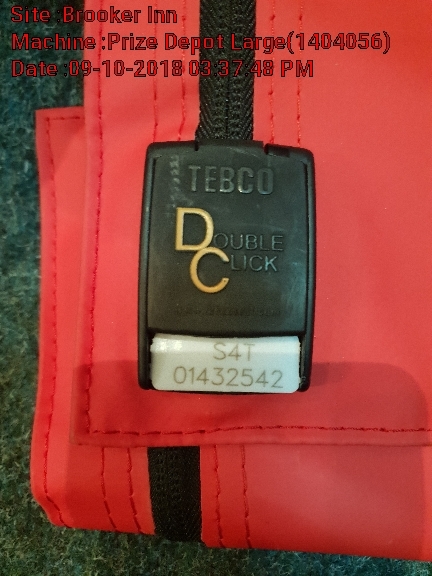 Site :Brooker Inn
Machine :Prize Depot Large(1404056)
Date :09-10-2018 03:37:48 PM
TEBCO
DOUBLE
CLICK
S4T
01432542